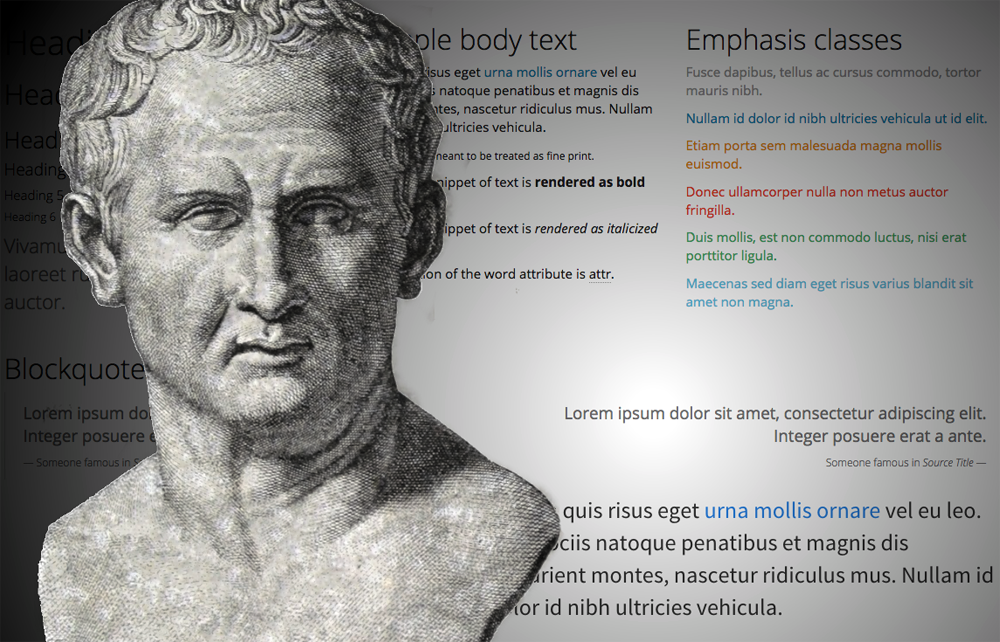 Headi
Head
Head
Heading
Heading 5
Heading 6
Vivamu
laoreet ru
auctor.
ple body text
risus eget urna mollis ornare vel eu
s natoque penatibus et magnis dis
ntes, nascetur ridiculus mus. Nullam
ultricies vehicula.
meant to be treated as fine print.
nippet of text is rendered as bold
ippet of text is rendered as italicized
ion of the word attribute is attr.
Emphasis classes
Fusce dapibus, tellus ac cursus commodo, tortor
mauris nibh.
Nullam id dolor id nibh ultricies vehicula ut id elit.
Etiam porta sem malesuada magna mollis
euismod.
Donec ullamcorper nulla non metus auctor
fringilla.
Duis mollis, est non commodo luctus, nisi erat
porttitor ligula.
Maecenas sed diam eget risus varius blandit sit
amet non magna.
Blockquote
Lorem ipsum do
Integer posuere e
— Someone famous in S
Lorem ipsum dolor sit amet, consectetur adipiscing elit.
Integer posuere erat a ante.
Someone famous in Source Title —
quis risus eget urna mollis ornare vel eu leo.
ociis natoque penatibus et magnis dis
arient montes, nascetur ridiculus mus. Nullam id
lor id nibh ultricies vehicula.